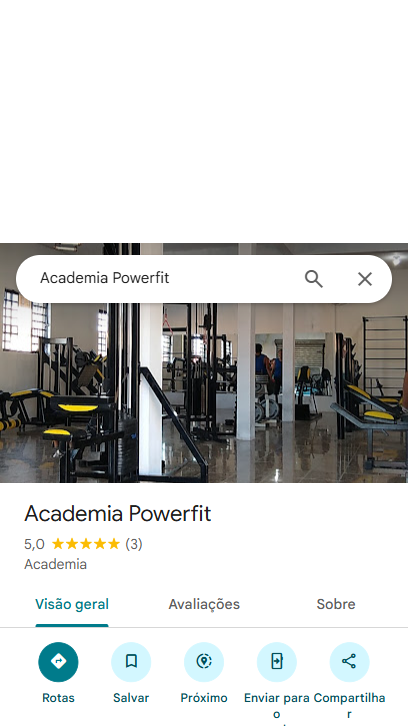 Academia Powerfit
Academia Powerfit
5,0 ★★★★★ (3)
Academia
Visão geral Avaliações Sobre
Rotas Salvar Próximo Enviar para o Compartilhar